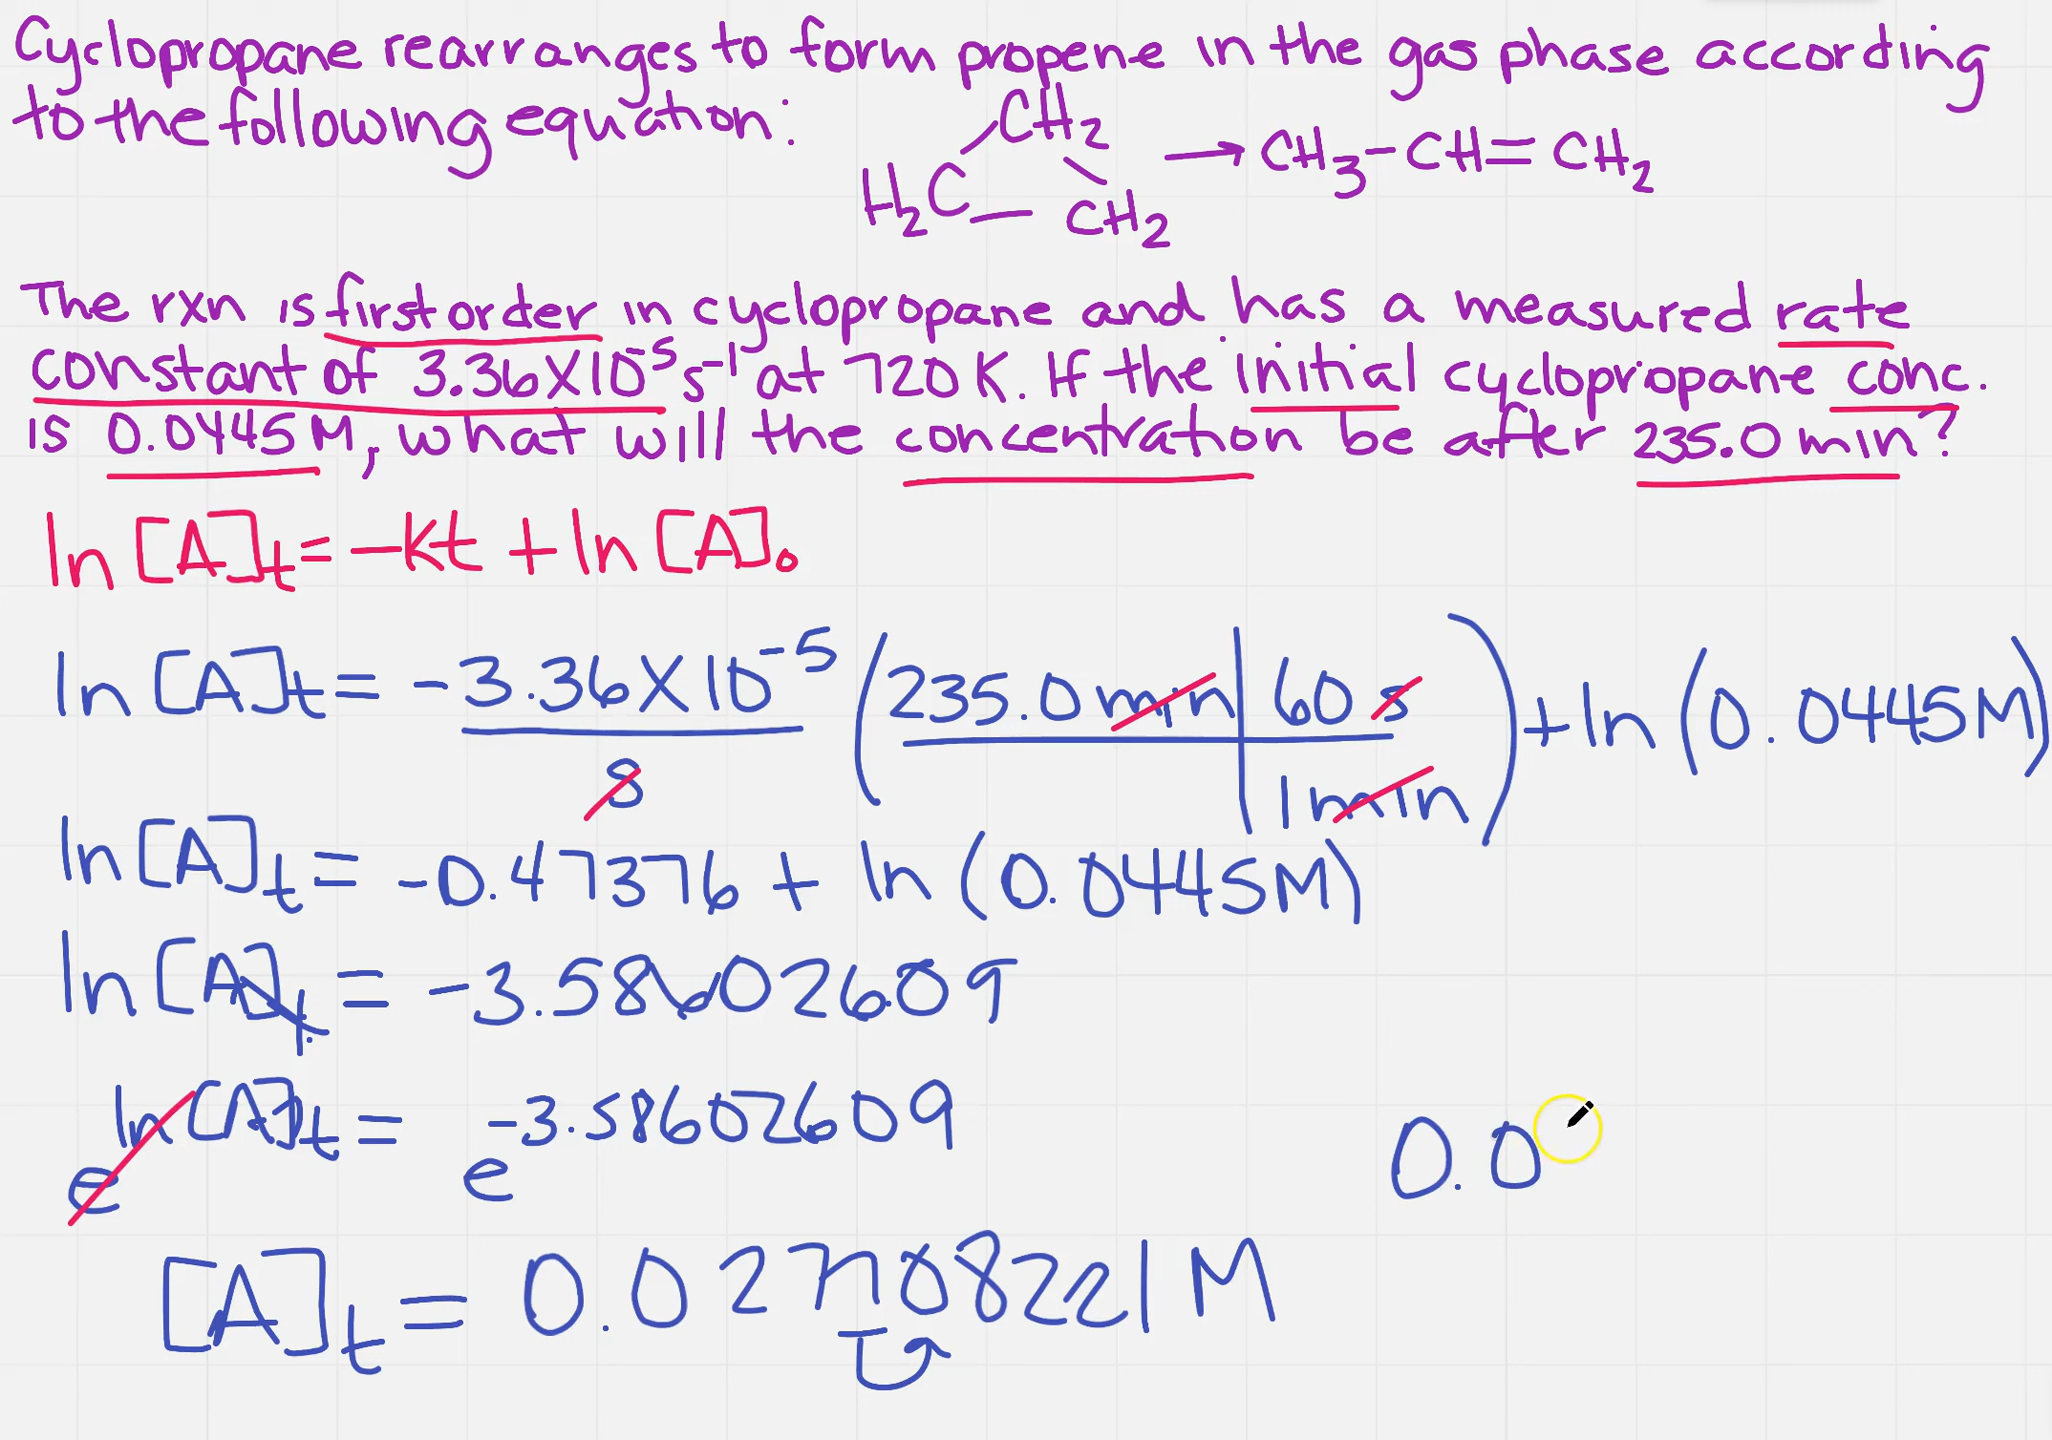 Cyclopropane rearranges to form propene in the gas phase according
to the following equation:
CH2
H2C — CH2 → CH3-CH=CH2
The rxn is first order in cyclopropane and has a measured rate
constant of 3.36X10^-5 s^-1 at 720 K. If the initial cyclopropane conc.
is 0.0445M, what will the concentration be after 235.0 min?
ln [A]t = -kt + ln [A]o
ln [A]t = -3.36X10^-5 (235.0 min | 60 s) + ln (0.0445M)
s 1 min
ln [A]t = -0.47376 + ln (0.0445M)
ln [A]t = -3.58602609
e^ln[A]t = e^-3.58602609
0.0
[A]t = 0.027708221 M